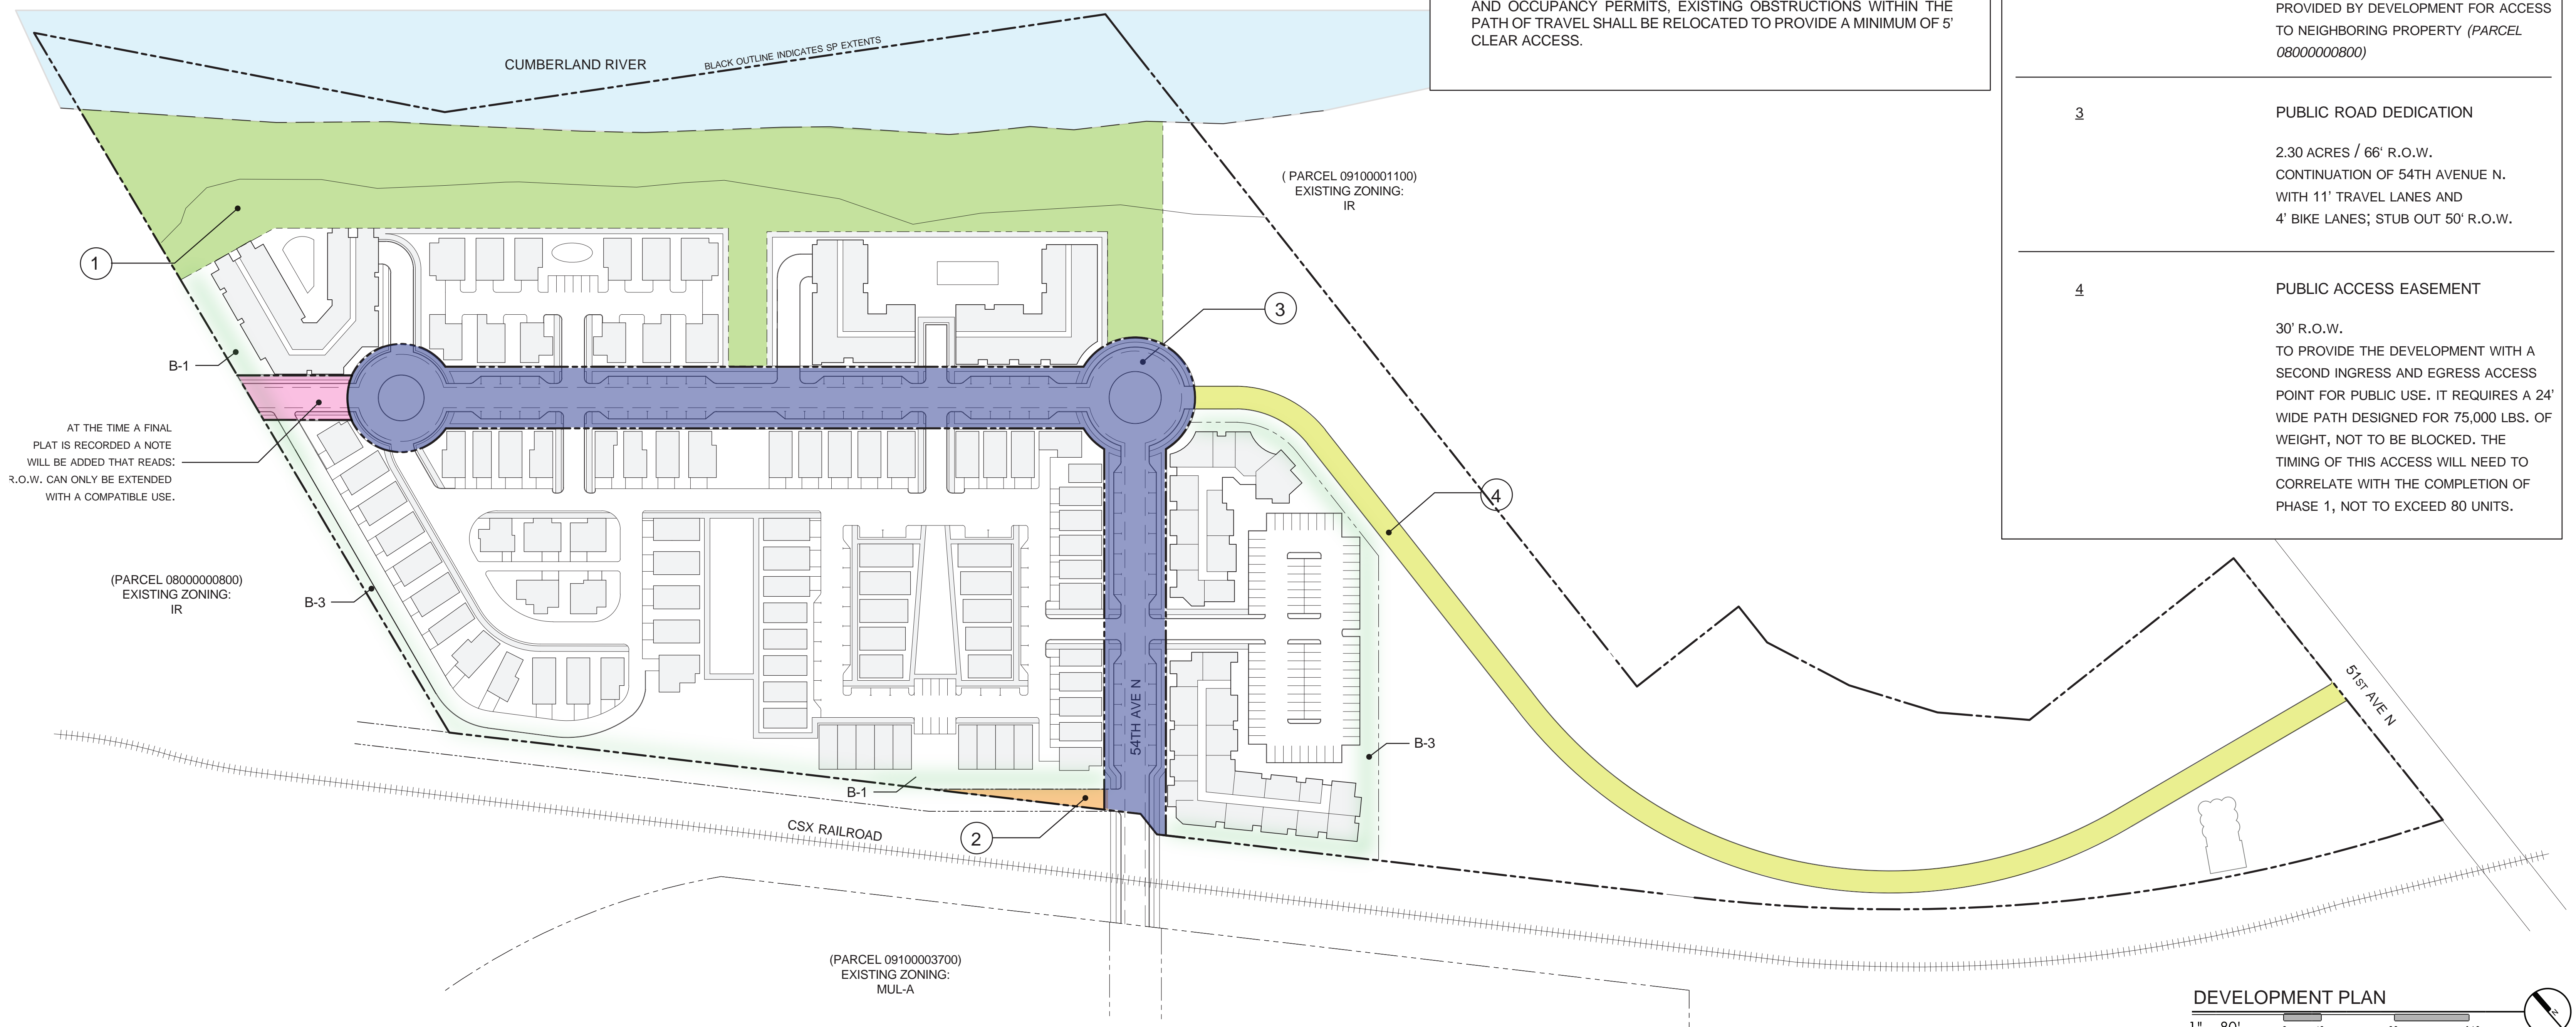 AND OCCUPANCY PERMITS, EXISTING OBSTRUCTIONS WITHIN THE
PATH OF TRAVEL SHALL BE RELOCATED TO PROVIDE A MINIMUM OF 5'
CLEAR ACCESS.
PROVIDED BY DEVELOPMENT FOR ACCESS
TO NEIGHBORING PROPERTY (PARCEL
08000000800)
3
PUBLIC ROAD DEDICATION
2.30 ACRES / 66' R.O.W.
CONTINUATION OF 54TH AVENUE N.
WITH 11' TRAVEL LANES AND
4' BIKE LANES; STUB OUT 50' R.O.W.
4
PUBLIC ACCESS EASEMENT
30' R.O.W.
TO PROVIDE THE DEVELOPMENT WITH A
SECOND INGRESS AND EGRESS ACCESS
POINT FOR PUBLIC USE. IT REQUIRES A 24'
WIDE PATH DESIGNED FOR 75,000 LBS. OF
WEIGHT, NOT TO BE BLOCKED. THE
TIMING OF THIS ACCESS WILL NEED TO
CORRELATE WITH THE COMPLETION OF
PHASE 1, NOT TO EXCEED 80 UNITS.
CUMBERLAND RIVER
BLACK OUTLINE INDICATES SP EXTENTS
( PARCEL 09100001100)
EXISTING ZONING:
IR
1
3
B-1
AT THE TIME A FINAL
PLAT IS RECORDED A NOTE
WILL BE ADDED THAT READS:
R.O.W. CAN ONLY BE EXTENDED
WITH A COMPATIBLE USE.
4
(PARCEL 08000000800)
EXISTING ZONING:
IR
B-3
54TH AVE N
51ST AVE N
B-3
B-1
2
CSX RAILROAD
(PARCEL 09100003700)
EXISTING ZONING:
MUL-A
DEVELOPMENT PLAN
N